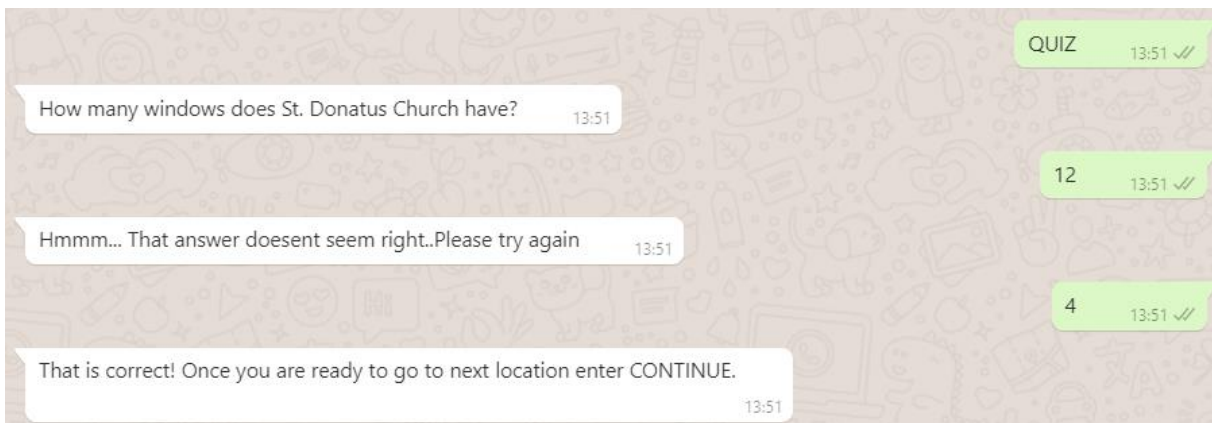 QUIZ 13:51
How many windows does St. Donatus Church have? 13:51
12 13:51
Hmmm... That answer doesent seem right..Please try again 13:51
4 13:51
That is correct! Once you are ready to go to next location enter CONTINUE.
13:51